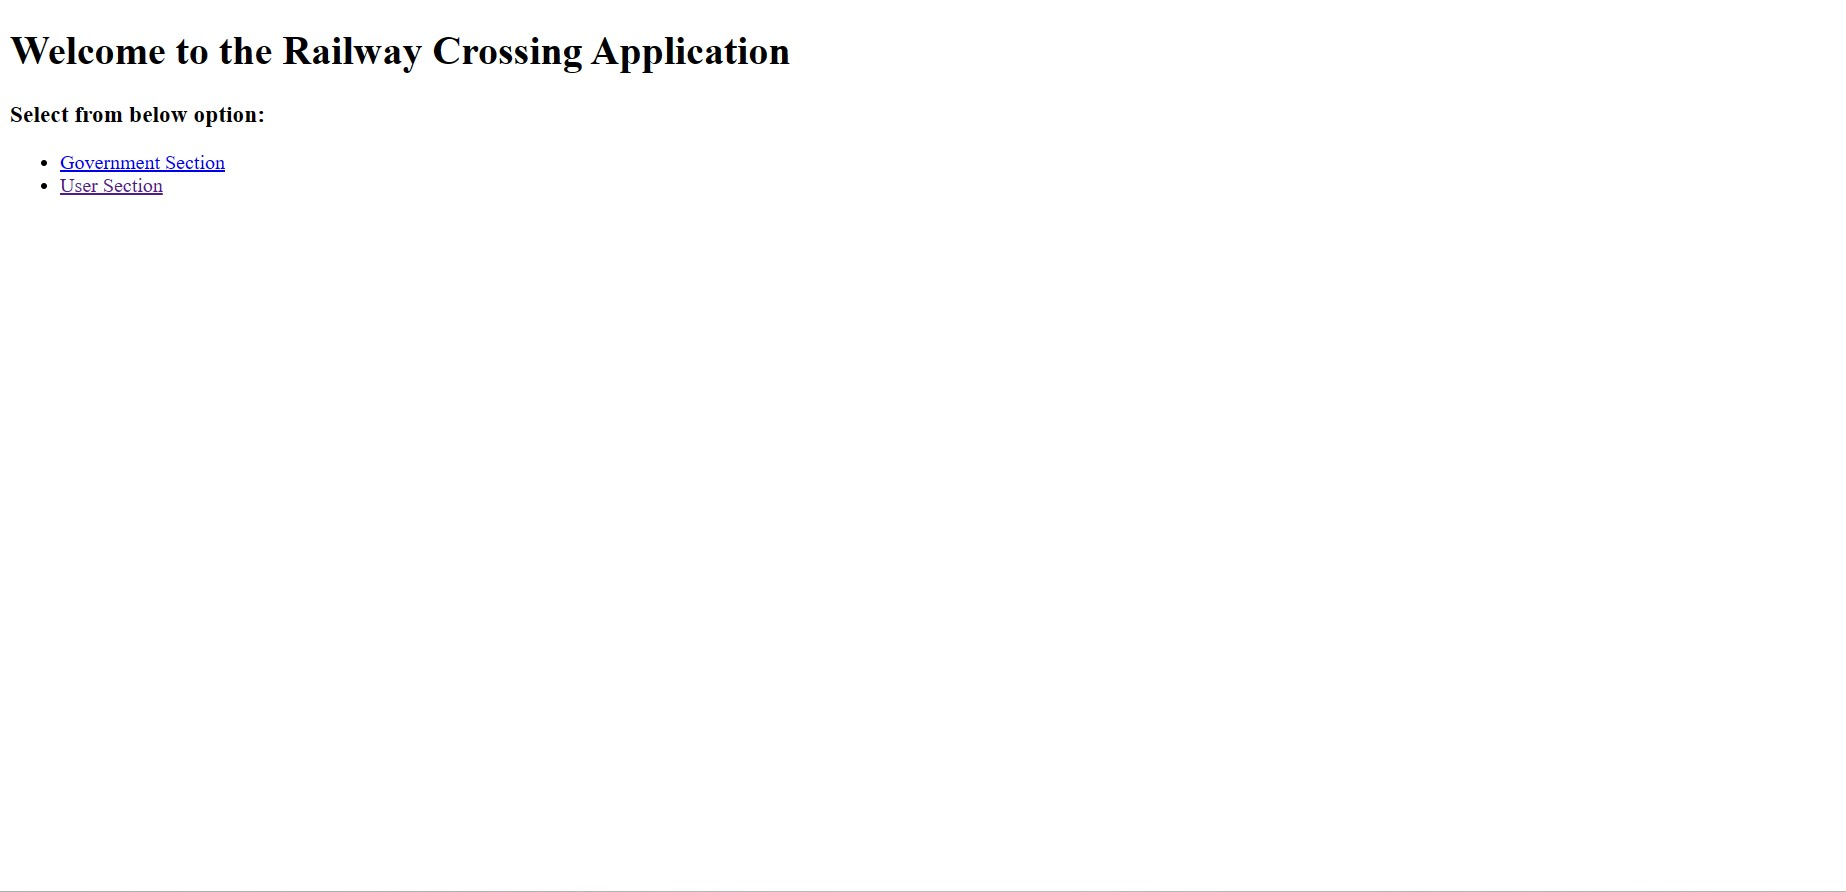 Welcome to the Railway Crossing Application
Select from below option:
Government Section
User Section